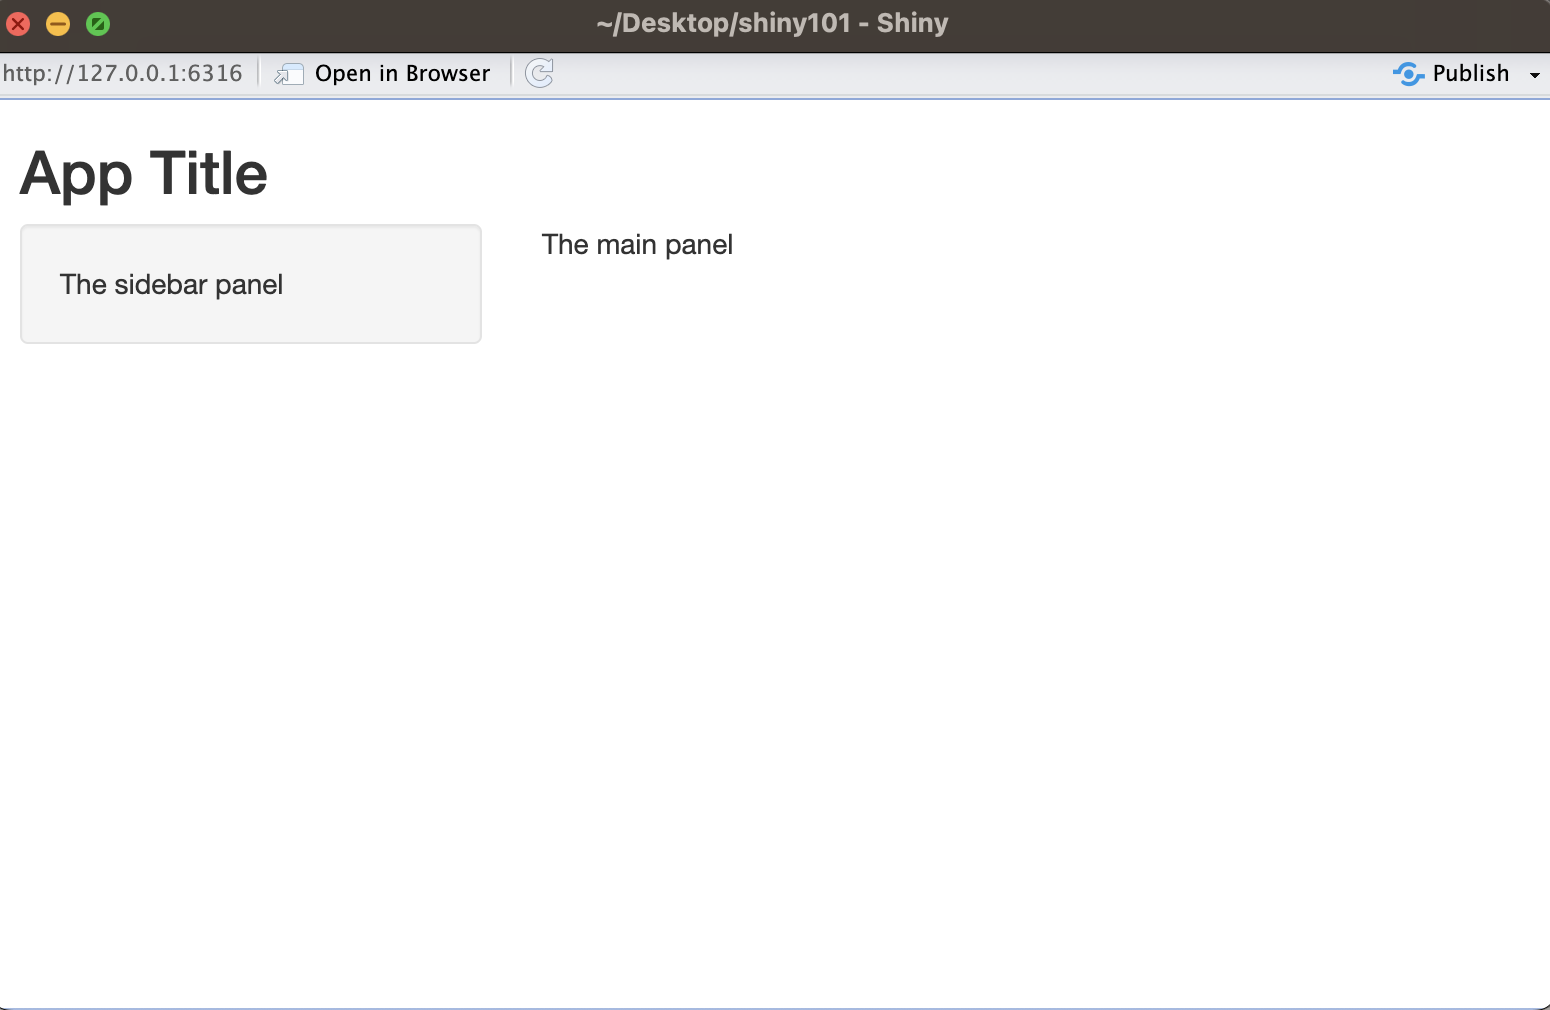 ~/Desktop/shiny101 - Shiny
http://127.0.0.1:6316 Open in Browser Publish
App Title
The sidebar panel
The main panel